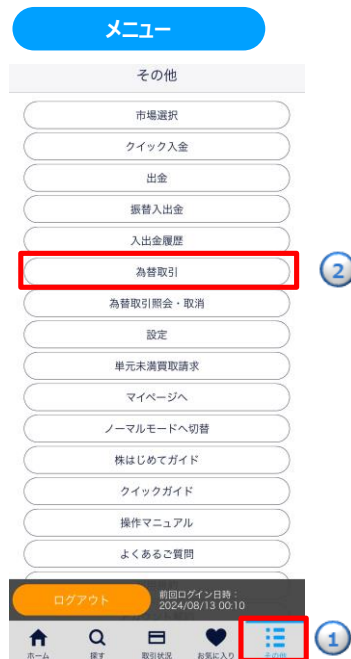 メニュー
その他
市場選択
クイック入金
出金
振替入出金
入出金履歴
為替取引
2
為替取引照会・取消
設定
単元未満買取請求
マイページへ
ノーマルモードへ切替
株はじめてガイド
クイックガイド
操作マニュアル
よくあるご質問
ログアウト
前回ログイン日時：
2024/08/13 00:10
ホーム 探す 取引状況 お気に入り その他
1